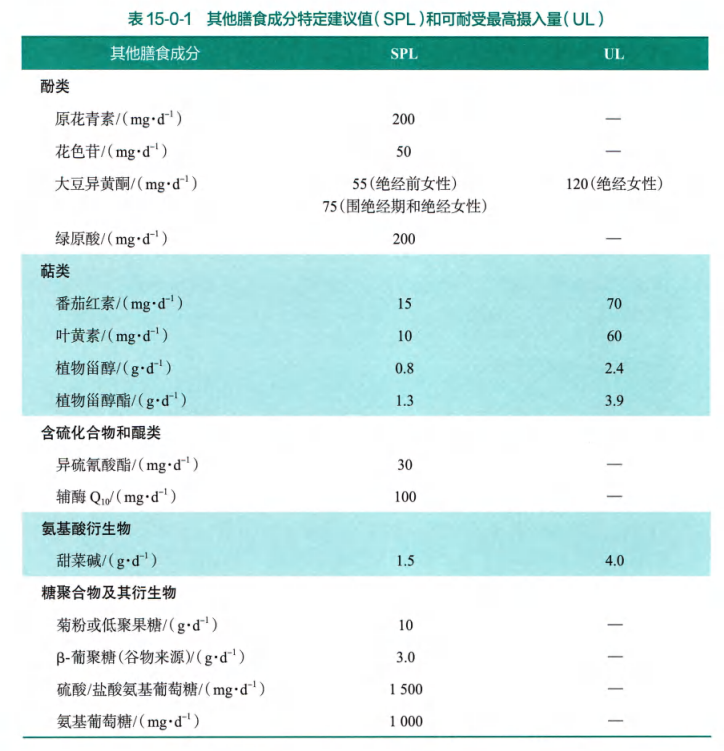 表 15-0-1 其他膳食成分特定建议值（SPL）和可耐受最高摄入量（UL）
其他膳食成分 SPL UL
酚类
原花青素/（mg·d⁻¹） 200 —
花色苷/（mg·d⁻¹） 50 —
大豆异黄酮/（mg·d⁻¹） 55（绝经前女性） 120（绝经女性）
75（围绝经期和绝经女性）
绿原酸/（mg·d⁻¹） 200 —
萜类
番茄红素/（mg·d⁻¹） 15 70
叶黄素/（mg·d⁻¹） 10 60
植物甾醇/（g·d⁻¹） 0.8 2.4
植物甾醇酯/（g·d⁻¹） 1.3 3.9
含硫化合物和醌类
异硫氰酸酯/（mg·d⁻¹） 30 —
辅酶 Q₁₀/（mg·d⁻¹） 100 —
氨基酸衍生物
甜菜碱/（g·d⁻¹） 1.5 4.0
糖聚合物及其衍生物
菊粉或低聚果糖/（g·d⁻¹） 10 —
β-葡聚糖（谷物来源）/（g·d⁻¹） 3.0 —
硫酸/盐酸氨基葡萄糖/（mg·d⁻¹） 1 500 —
氨基葡萄糖/（mg·d⁻¹） 1 000 —